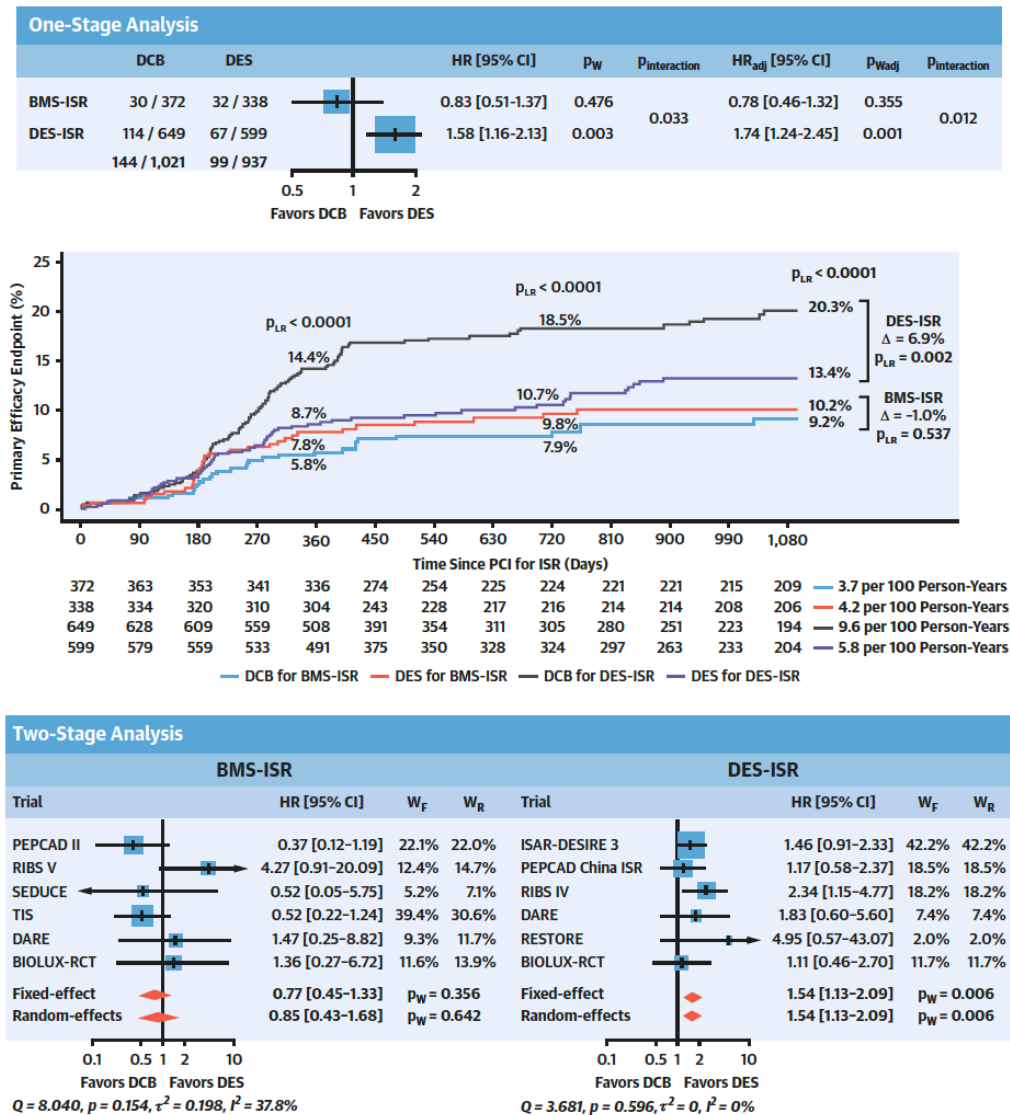 One-Stage Analysis
DCB DES HR [95% CI] pW pinteraction HRadj [95% CI] pWadj pinteraction
BMS-ISR 30 / 372 32 / 338 0.83 [0.51-1.37] 0.476 0.033 0.78 [0.46-1.32] 0.355 0.012
DES-ISR 114 / 649 67 / 599 1.58 [1.16-2.13] 0.003 1.74 [1.24-2.45] 0.001
144 / 1,021 99 / 937
0.5 1 2
Favors DCB Favors DES
Primary Efficacy Endpoint (%)
25
20
15
10
5
0
pLR < 0.0001
pLR < 0.0001
pLR < 0.0001
14.4%
18.5%
20.3%
8.7%
10.7%
13.4%
7.8%
9.8%
10.2%
5.8%
7.9%
9.2%
DES-ISR
Δ = 6.9%
pLR = 0.002
BMS-ISR
Δ = –1.0%
pLR = 0.537
0 90 180 270 360 450 540 630 720 810 900 990 1,080
Time Since PCI for ISR (Days)
372 363 353 341 336 274 254 225 224 221 221 215 209 3.7 per 100 Person-Years
338 334 320 310 304 243 228 217 216 214 214 208 206 4.2 per 100 Person-Years
649 628 609 559 508 391 354 311 305 280 251 223 194 9.6 per 100 Person-Years
599 579 559 533 491 375 350 328 324 297 263 233 204 5.8 per 100 Person-Years
DCB for BMS-ISR DES for BMS-ISR DCB for DES-ISR DES for DES-ISR
Two-Stage Analysis
BMS-ISR
Trial HR [95% CI] WF WR
PEPCAD II 0.37 [0.12–1.19] 22.1% 22.0%
RIBS V 4.27 [0.91–20.09] 12.4% 14.7%
SEDUCE 0.52 [0.05–5.75] 5.2% 7.1%
TIS 0.52 [0.22–1.24] 39.4% 30.6%
DARE 1.47 [0.25–8.82] 9.3% 11.7%
BIOLUX-RCT 1.36 [0.27–6.72] 11.6% 13.9%
Fixed-effect 0.77 [0.45–1.33] pW = 0.356
Random-effects 0.85 [0.43–1.68] pW = 0.642
0.1 0.5 1 2 10
Favors DCB Favors DES
Q = 8.040, p = 0.154, τ² = 0.198, I² = 37.8%
DES-ISR
Trial HR [95% CI] WF WR
ISAR-DESIRE 3 1.46 [0.91–2.33] 42.2% 42.2%
PEPCAD China ISR 1.17 [0.58–2.37] 18.5% 18.5%
RIBS IV 2.34 [1.15–4.77] 18.2% 18.2%
DARE 1.83 [0.60–5.60] 7.4% 7.4%
RESTORE 4.95 [0.57–43.07] 2.0% 2.0%
BIOLUX-RCT 1.11 [0.46–2.70] 11.7% 11.7%
Fixed-effect 1.54 [1.13–2.09] pW = 0.006
Random-effects 1.54 [1.13–2.09] pW = 0.006
0.1 0.5 1 2 10
Favors DCB Favors DES
Q = 3.681, p = 0.596, τ² = 0, I² = 0%